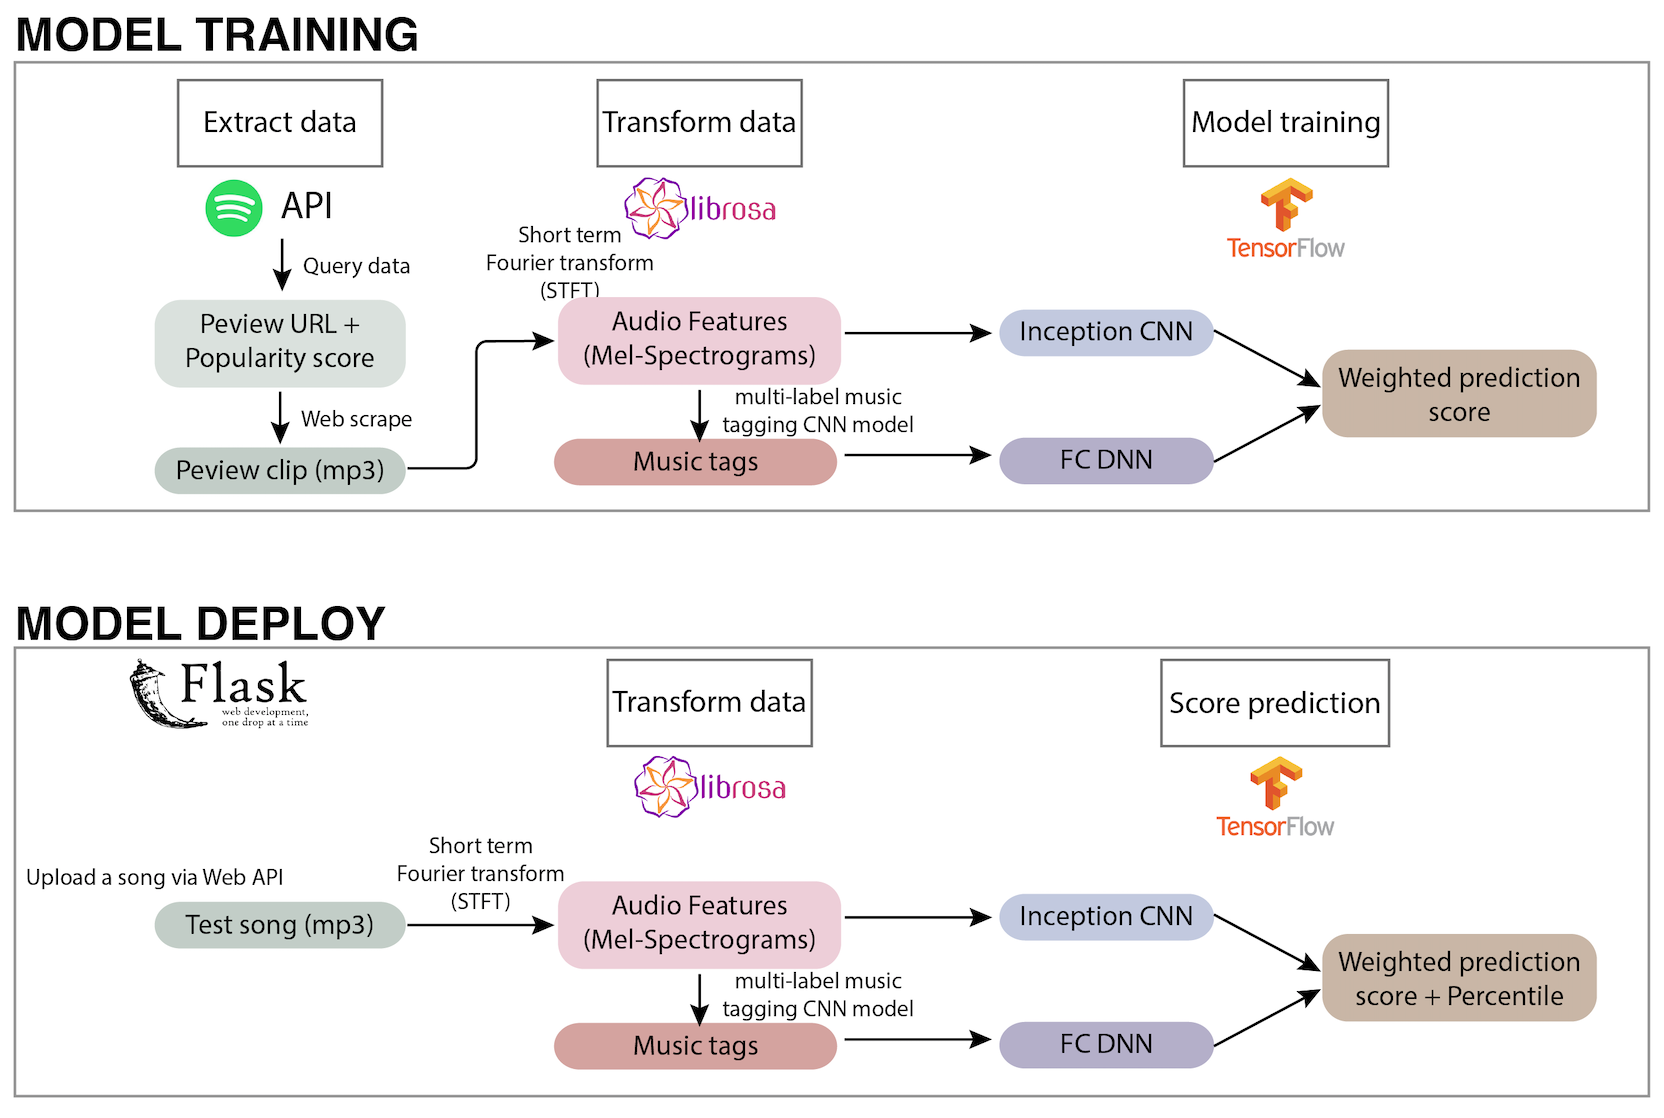 MODEL TRAINING
Extract data
Transform data
Model training
API
librosa
TensorFlow
Query data
Short term
Fourier transform
(STFT)
Peview URL +
Popularity score
Audio Features
(Mel-Spectrograms)
Inception CNN
Weighted prediction
score
Web scrape
multi-label music
tagging CNN model
Peview clip (mp3)
Music tags
FC DNN
MODEL DEPLOY
Flask
web development,
one drop at a time
Transform data
Score prediction
librosa
TensorFlow
Upload a song via Web API
Short term
Fourier transform
(STFT)
Test song (mp3)
Audio Features
(Mel-Spectrograms)
Inception CNN
Weighted prediction
score + Percentile
multi-label music
tagging CNN model
Music tags
FC DNN